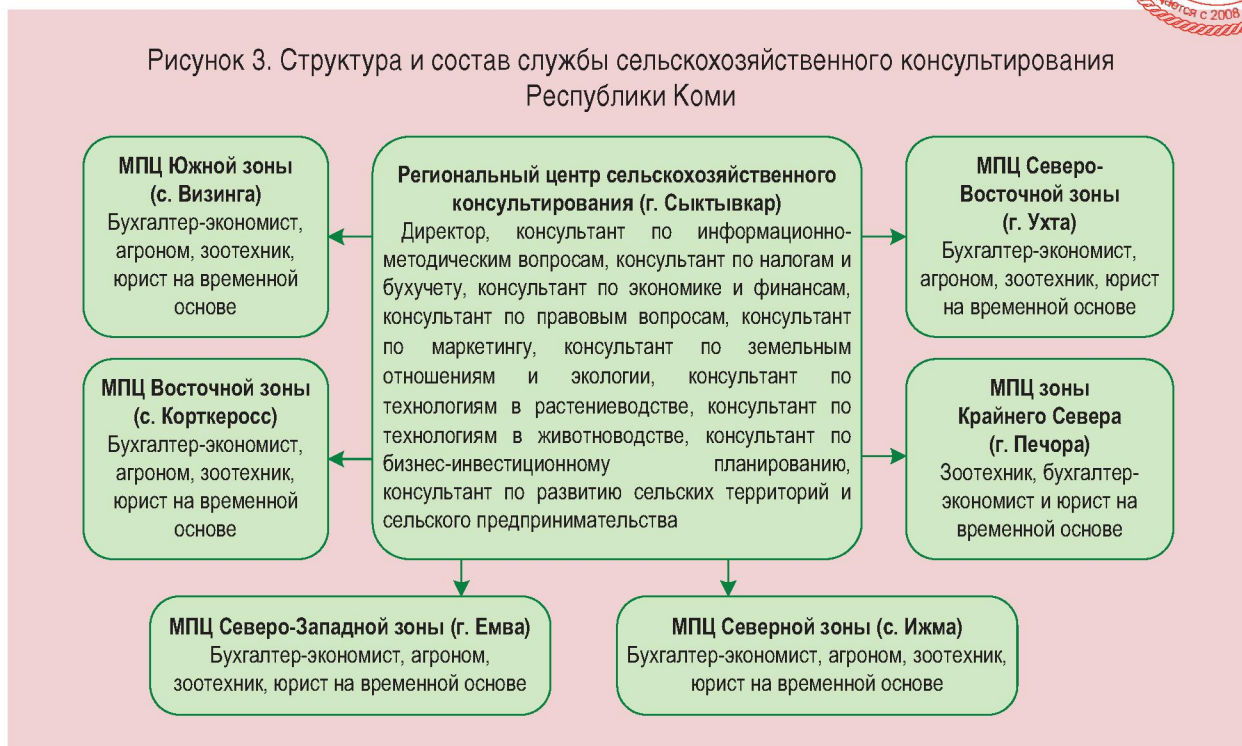 ается с 2008
Рисунок 3. Структура и состав службы сельскохозяйственного консультирования
Республики Коми
МПЦ Южной зоны
(с. Визинга)
Бухгалтер-экономист,
агроном, зоотехник,
юрист на временной
основе
Региональный центр сельскохозяйственного
консультирования (г. Сыктывкар)
Директор, консультант по информационно-
методическим вопросам, консультант по налогам и
бухучету, консультант по экономике и финансам,
консультант по правовым вопросам, консультант
по маркетингу, консультант по земельным
отношениям и экологии, консультант по
технологиям в растениеводстве, консультант по
технологиям в животноводстве, консультант по
бизнес-инвестиционному планированию,
консультант по развитию сельских территорий и
сельского предпринимательства
МПЦ Северо-
Восточной зоны
(г. Ухта)
Бухгалтер-экономист,
агроном, зоотехник, юрист
на временной основе
МПЦ Восточной зоны
(с. Корткеросс)
Бухгалтер-экономист,
агроном, зоотехник,
юрист на временной
основе
МПЦ зоны
Крайнего Севера
(г. Печора)
Зоотехник, бухгалтер-
экономист и юрист на
временной основе
МПЦ Северо-Западной зоны (г. Емва)
Бухгалтер-экономист, агроном,
зоотехник, юрист на временной основе
МПЦ Северной зоны (с. Ижма)
Бухгалтер-экономист, агроном, зоотехник,
юрист на временной основе